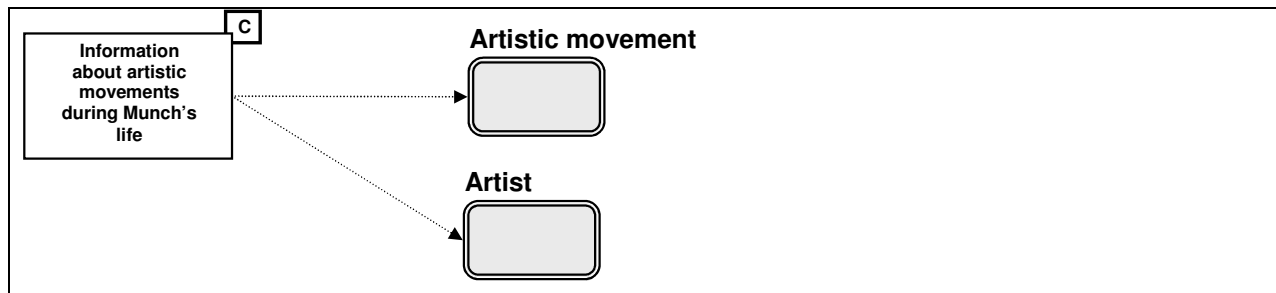 C
Information
about artistic
movements
during Munch's
life
Artistic movement
Artist